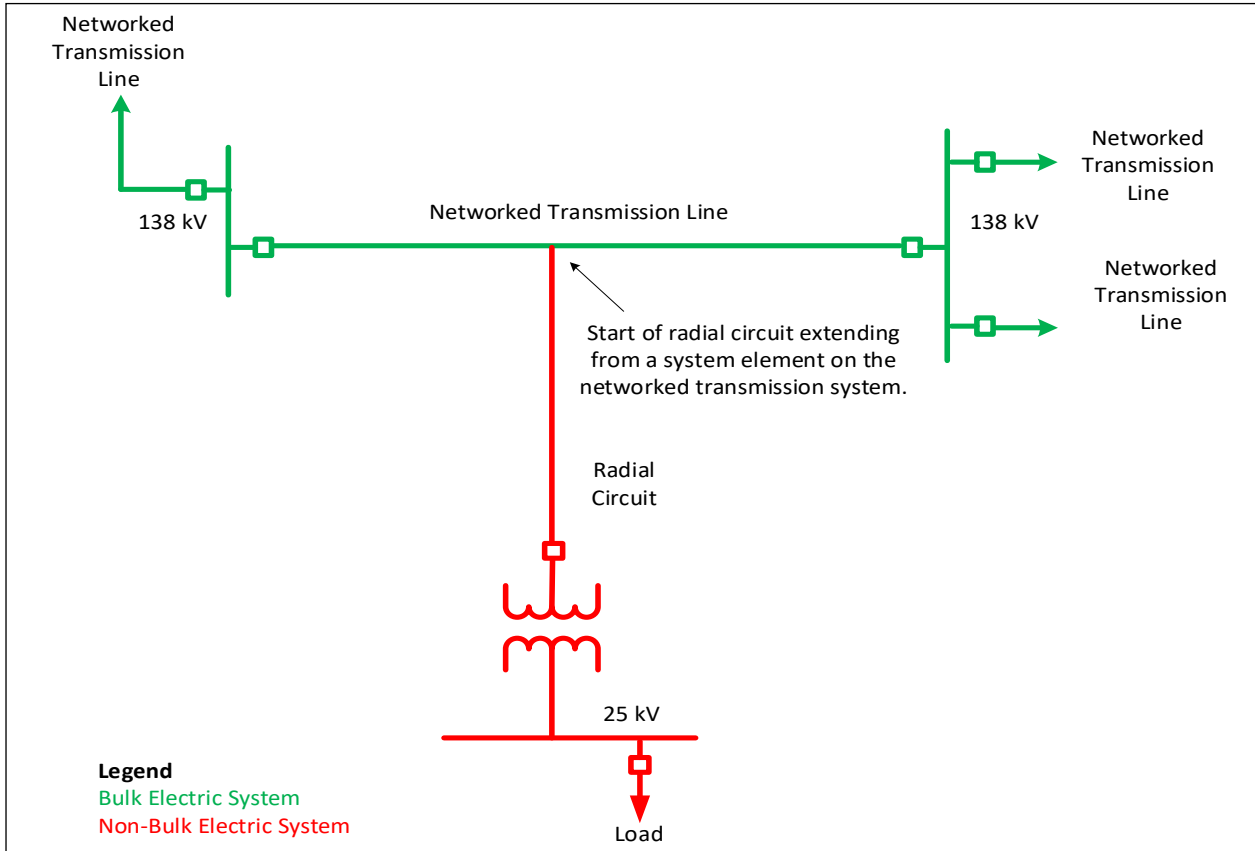 Networked
Transmission
Line
138 kV
Networked Transmission Line
138 kV
Networked
Transmission
Line
Networked
Transmission
Line
Start of radial circuit extending
from a system element on the
networked transmission system.
Radial
Circuit
25 kV
Load
Legend
Bulk Electric System
Non-Bulk Electric System